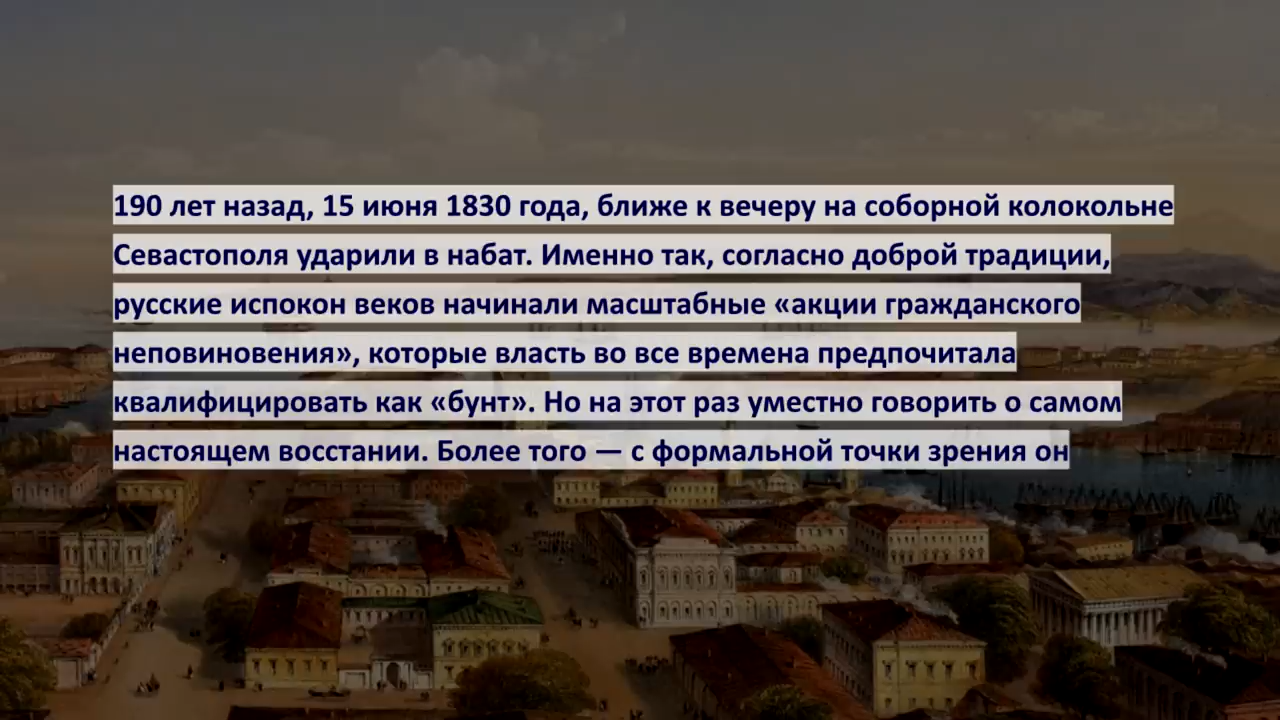 190 лет назад, 15 июня 1830 года, ближе к вечеру на соборной колокольне
Севастополя ударили в набат. Именно так, согласно доброй традиции,
русские испокон веков начинали масштабные «акции гражданского
неповиновения», которые власть во все времена предпочитала
квалифицировать как «бунт». Но на этот раз уместно говорить о самом
настоящем восстании. Более того — с формальной точки зрения он